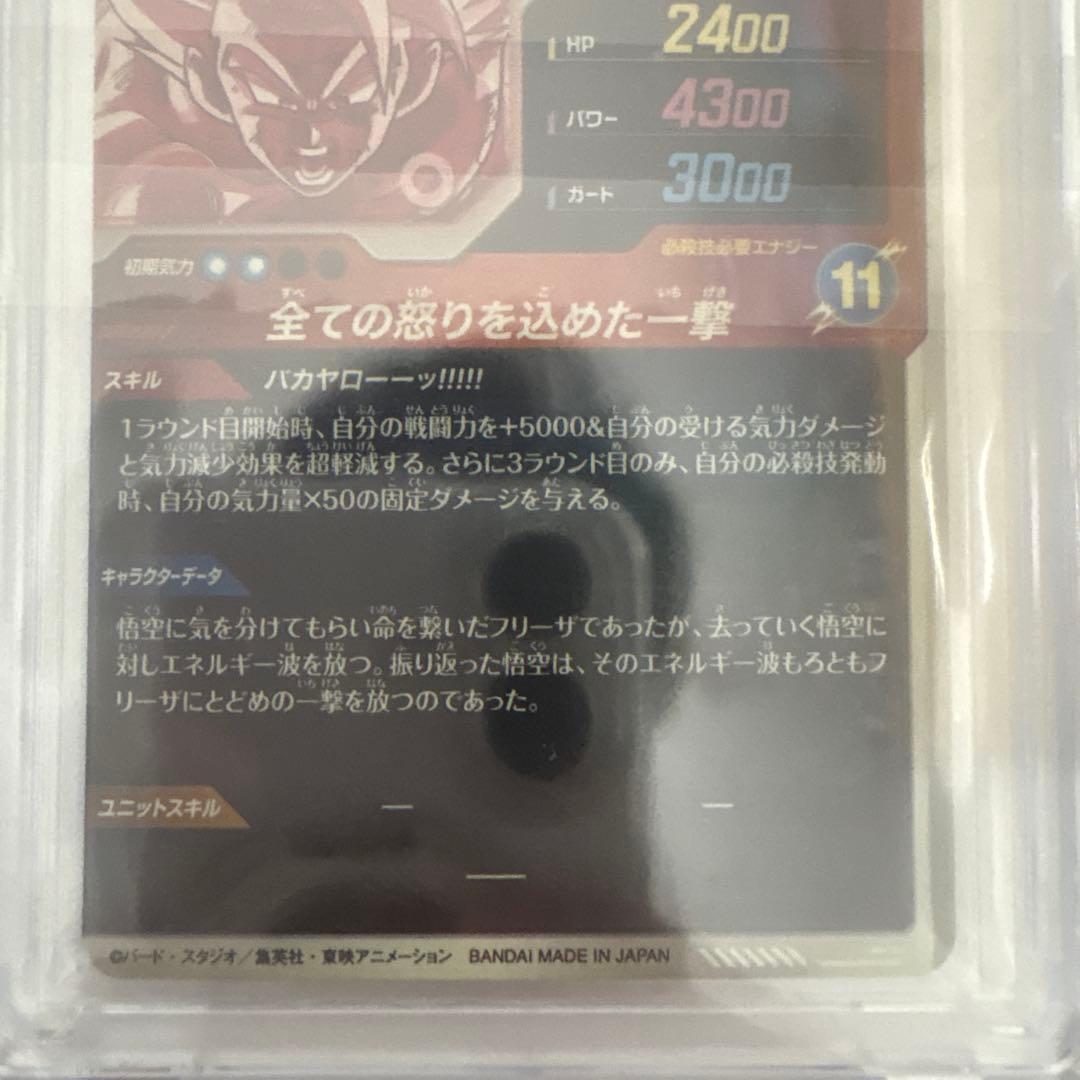 HP 2400
パワー 4300
ガード 3000
必殺技必要エナジー
初期気力
11
全ての怒りを込めた一撃
スキル バカヤローーッ!!!!!
1ラウンド目開始時、自分の戦闘力を+5000&自分の受ける気力ダメージ
と気力減少効果を超軽減する。さらに3ラウンド目のみ、自分の必殺技発動
時、自分の気力量×50の固定ダメージを与える。
キャラクターデータ
悟空に気を分けてもらい命を繋いだフリーザであったが、去っていく悟空に
対しエネルギー波を放つ。振り返った悟空は、そのエネルギー波もろともフ
リーザにとどめの一撃を放つのであった。
ユニットスキル — —
—
©バード・スタジオ/集英社・東映アニメーション BANDAI MADE IN JAPAN